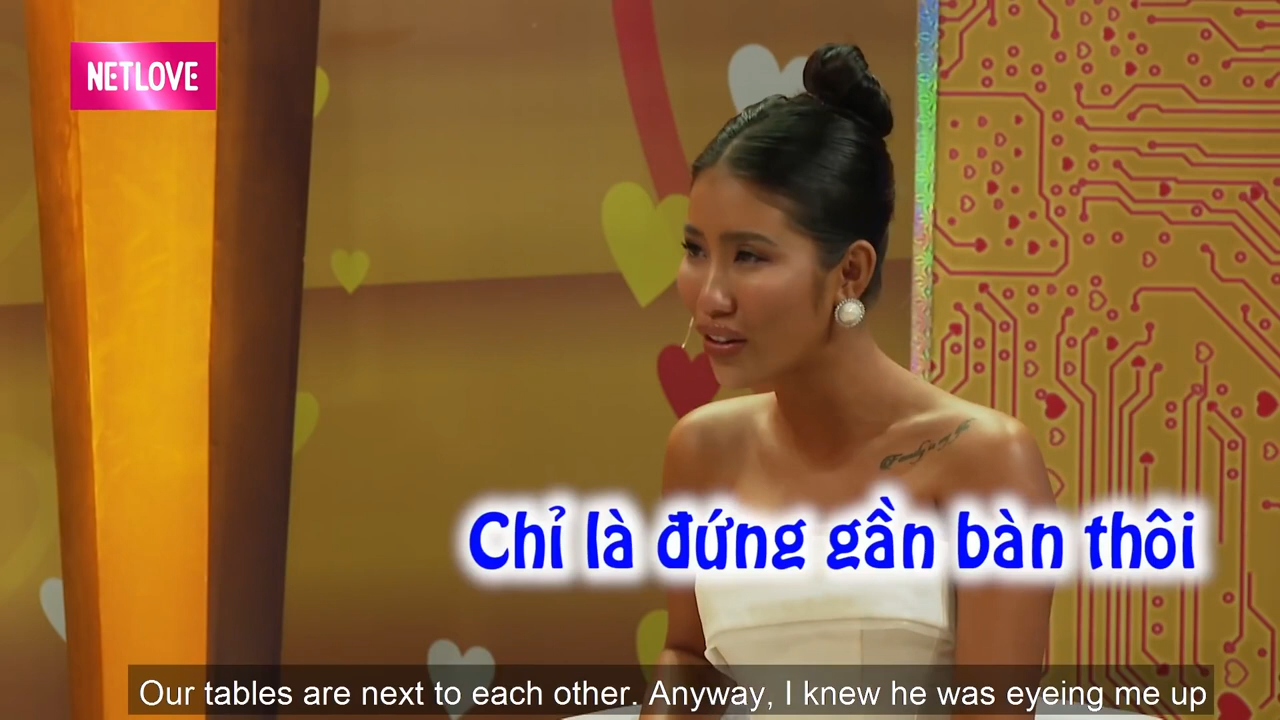 NETLOVE
Chỉ là đứng gần bàn thôi
Our tables are next to each other. Anyway, I knew he was eyeing me up